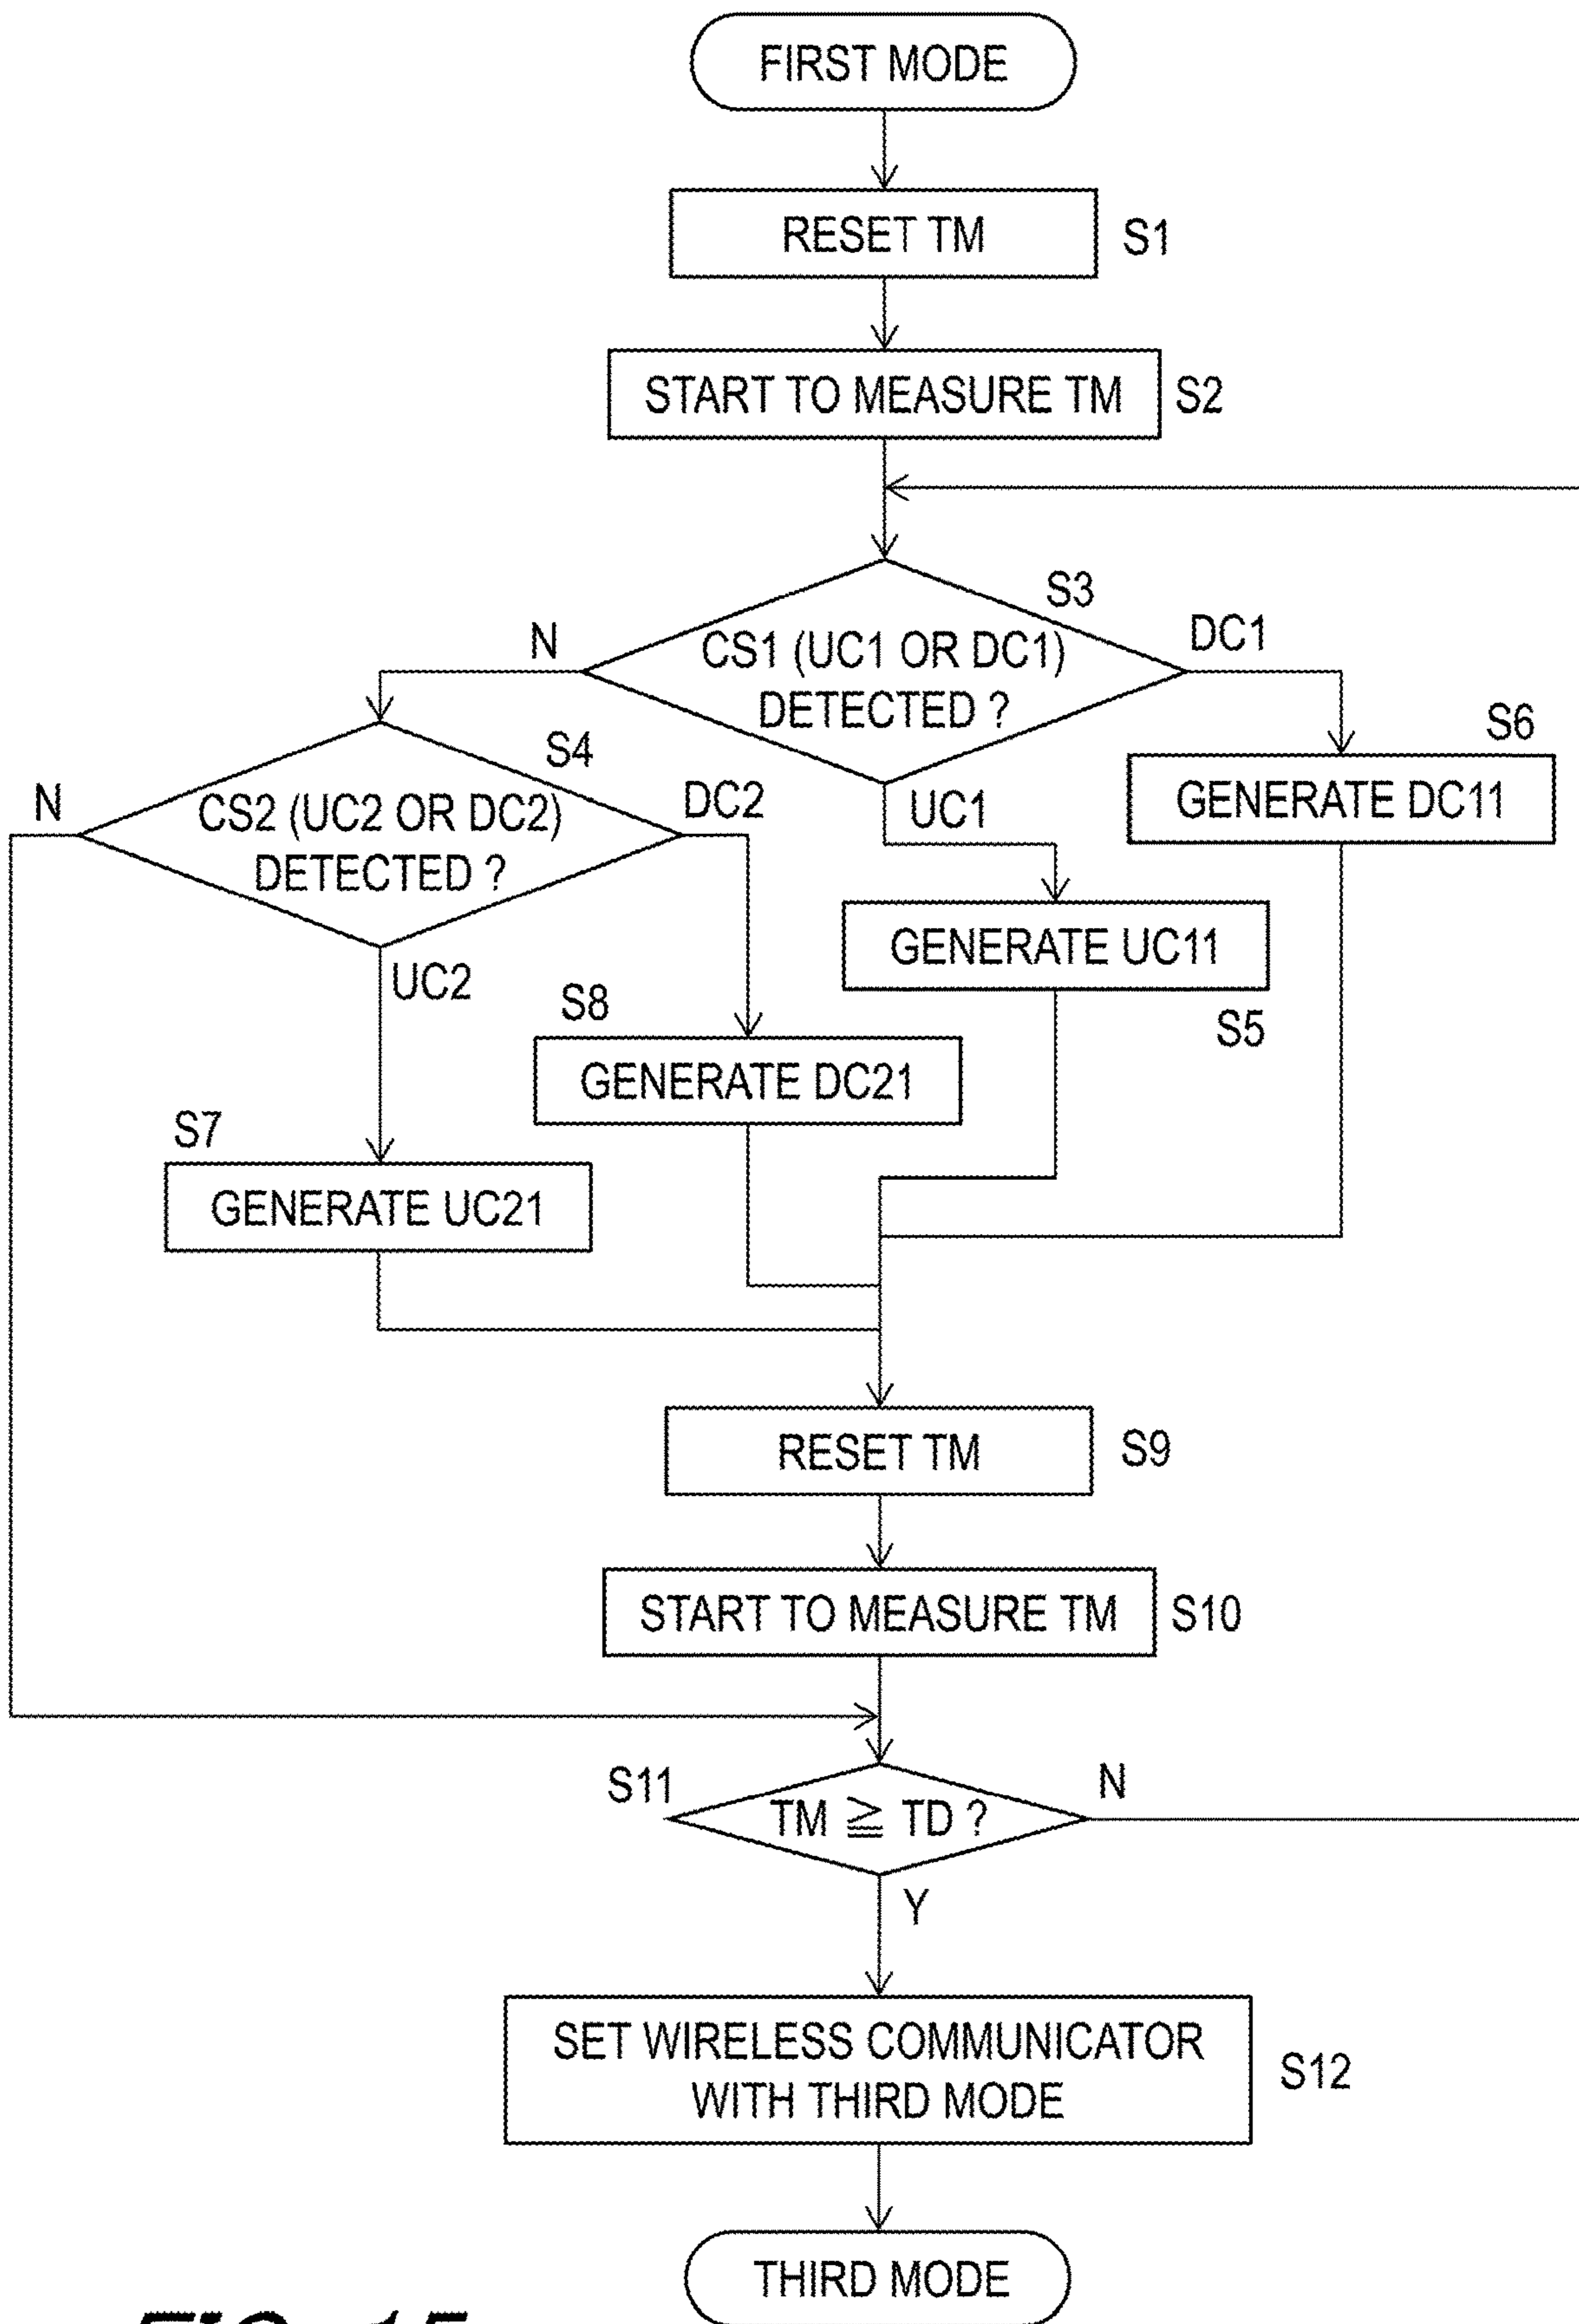 FIRST MODE
RESET TM
S1
START TO MEASURE TM
S2
S3
CS1 (UC1 OR DC1)
DETECTED ?
N
DC1
UC1
S4
CS2 (UC2 OR DC2)
DETECTED ?
N
DC2
UC2
S6
GENERATE DC11
GENERATE UC11
S5
S8
GENERATE DC21
S7
GENERATE UC21
RESET TM
S9
START TO MEASURE TM
S10
S11
TM ≧ TD ?
N
Y
SET WIRELESS COMMUNICATOR
WITH THIRD MODE
S12
THIRD MODE